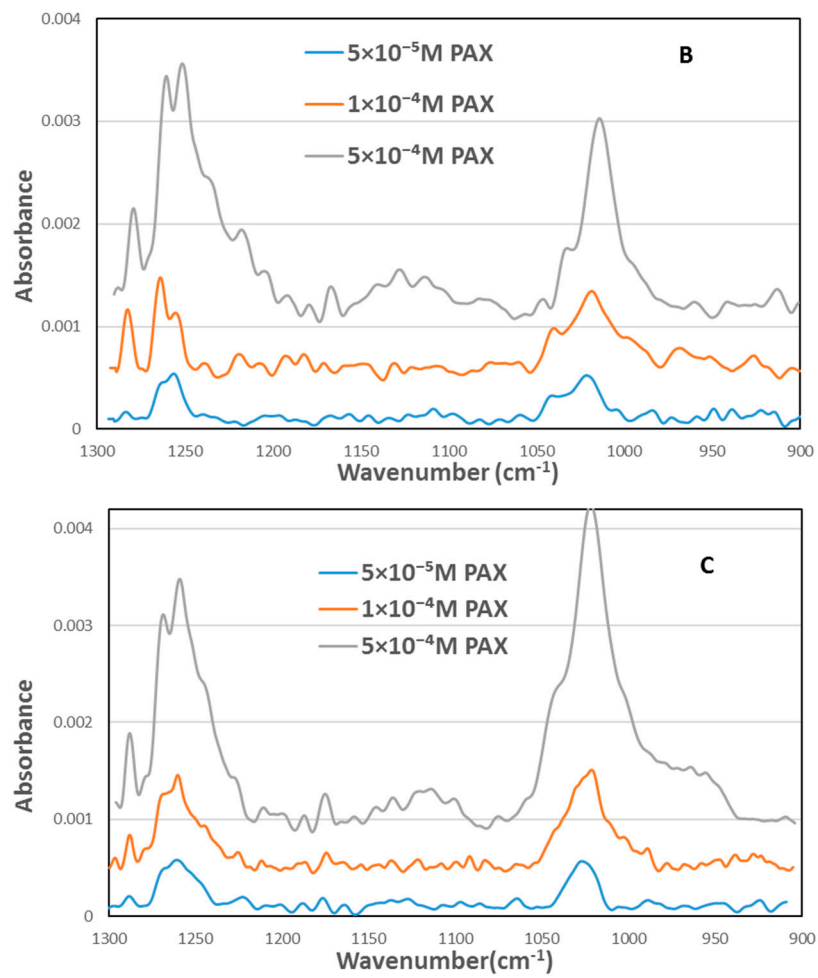 0.004
B
5×10⁻⁵M PAX
1×10⁻⁴M PAX
5×10⁻⁴M PAX
0.003
0.002
0.001
0
Absorbance
1300 1250 1200 1150 1100 1050 1000 950 900
Wavenumber (cm⁻¹)
0.004
C
5×10⁻⁵M PAX
1×10⁻⁴M PAX
5×10⁻⁴M PAX
0.003
0.002
0.001
0
Absorbance
1300 1250 1200 1150 1100 1050 1000 950 900
Wavenumber(cm⁻¹)